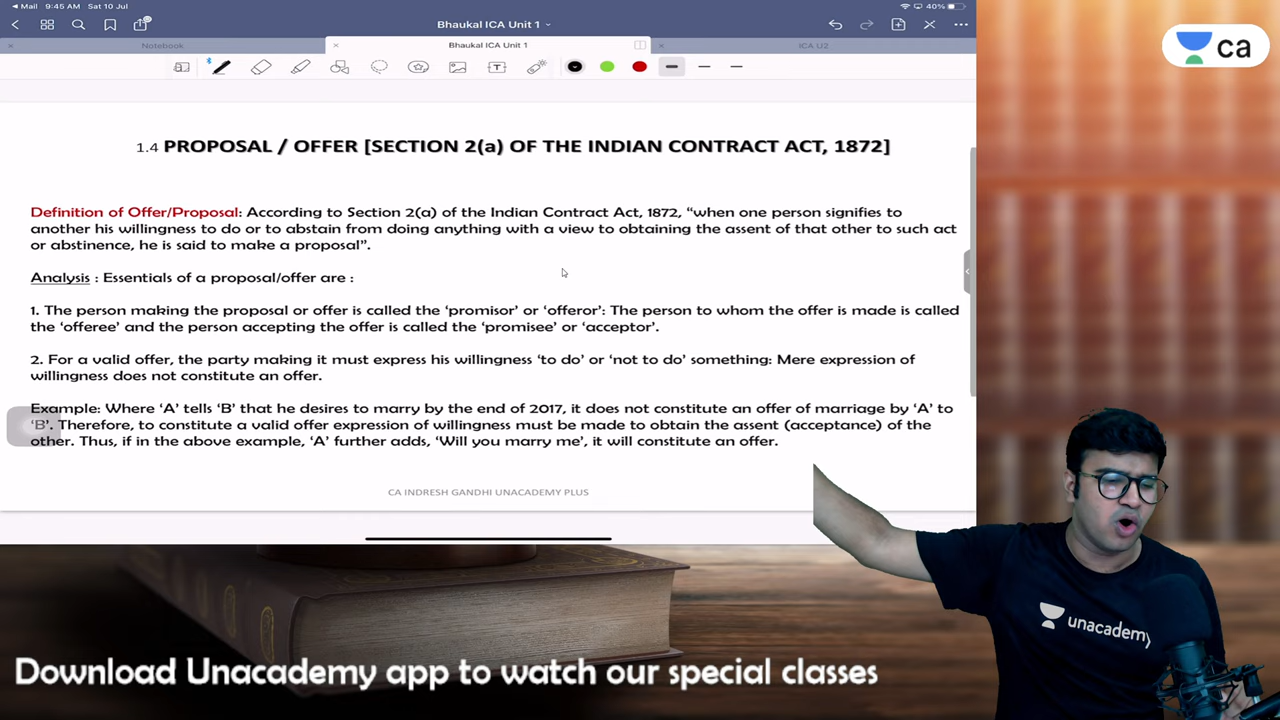 Mail 9:45 AM Sat 10 Jul 40%
Bhaukal ICA Unit 1
Notebook Bhaukal ICA Unit 1 ICA U2
ca
1.4 PROPOSAL / OFFER [SECTION 2(a) OF THE INDIAN CONTRACT ACT, 1872]
Definition of Offer/Proposal: According to Section 2(a) of the Indian Contract Act, 1872, “when one person signifies to
another his willingness to do or to abstain from doing anything with a view to obtaining the assent of that other to such act
or abstinence, he is said to make a proposal”.
Analysis : Essentials of a proposal/offer are :
1. The person making the proposal or offer is called the ‘promisor’ or ‘offeror’: The person to whom the offer is made is called
the ‘offeree’ and the person accepting the offer is called the ‘promisee’ or ‘acceptor’.
2. For a valid offer, the party making it must express his willingness ‘to do’ or ‘not to do’ something: Mere expression of
willingness does not constitute an offer.
Example: Where ‘A’ tells ‘B’ that he desires to marry by the end of 2017, it does not constitute an offer of marriage by ‘A’ to
‘B’. Therefore, to constitute a valid offer expression of willingness must be made to obtain the assent (acceptance) of the
other. Thus, if in the above example, ‘A’ further adds, ‘Will you marry me’, it will constitute an offer.
CA INDRESH GANDHI UNACADEMY PLUS
unacademy
Download Unacademy app to watch our special classes